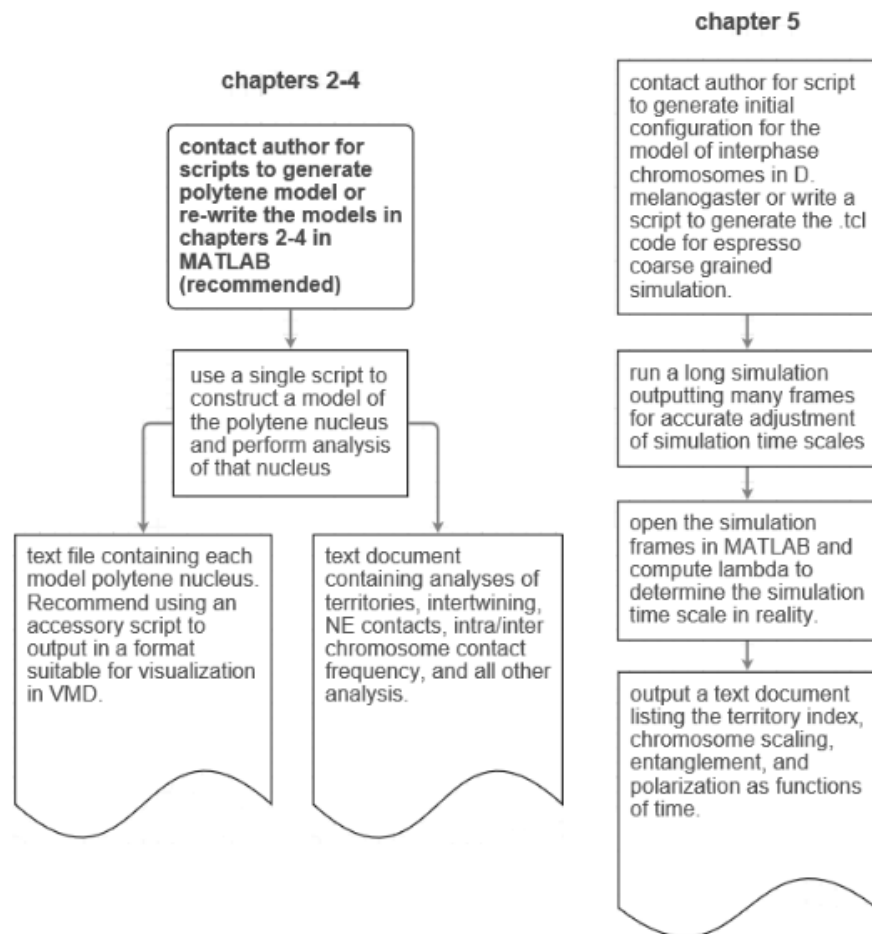 chapters 2-4
contact author for
scripts to generate
polytene model or
re-write the models in
chapters 2-4 in
MATLAB
(recommended)
use a single script to
construct a model of
the polytene nucleus
and perform analysis
of that nucleus
text file containing each
model polytene nucleus.
Recommend using an
accessory script to
output in a format
suitable for visualization
in VMD.
text document
containing analyses of
territories, intertwining,
NE contacts, intra/inter
chromosome contact
frequency, and all other
analysis.
chapter 5
contact author for script
to generate initial
configuration for the
model of interphase
chromosomes in D.
melanogaster or write a
script to generate the .tcl
code for espresso
coarse grained
simulation.
run a long simulation
outputting many frames
for accurate adjustment
of simulation time scales
open the simulation
frames in MATLAB and
compute lambda to
determine the simulation
time scale in reality.
output a text document
listing the territory index,
chromosome scaling,
entanglement, and
polarization as functions
of time.